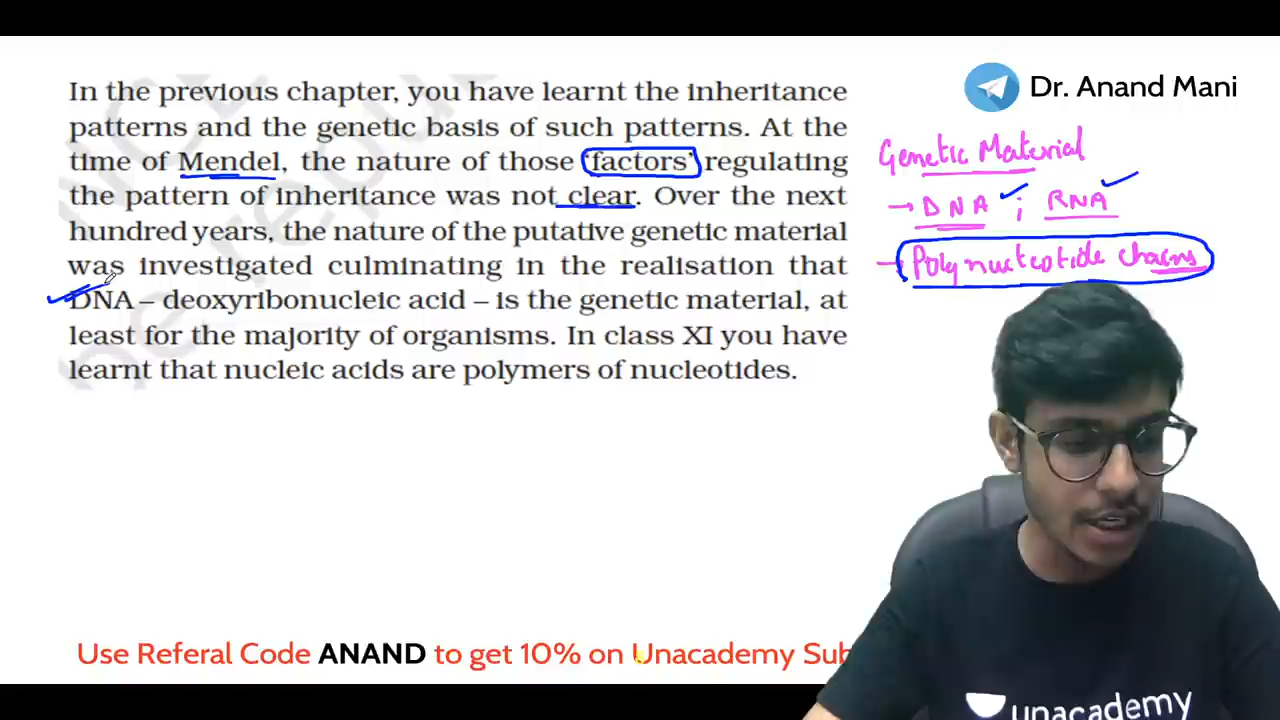 In the previous chapter, you have learnt the inheritance
patterns and the genetic basis of such patterns. At the
time of Mendel, the nature of those 'factors' regulating
the pattern of inheritance was not clear. Over the next
hundred years, the nature of the putative genetic material
was investigated culminating in the realisation that
DNA – deoxyribonucleic acid – is the genetic material, at
least for the majority of organisms. In class XI you have
learnt that nucleic acids are polymers of nucleotides.
Dr. Anand Mani
Genetic Material
→ DNA ; RNA
→ Polynucleotide chains
Use Referal Code ANAND to get 10% on Unacademy Sub
unacademy